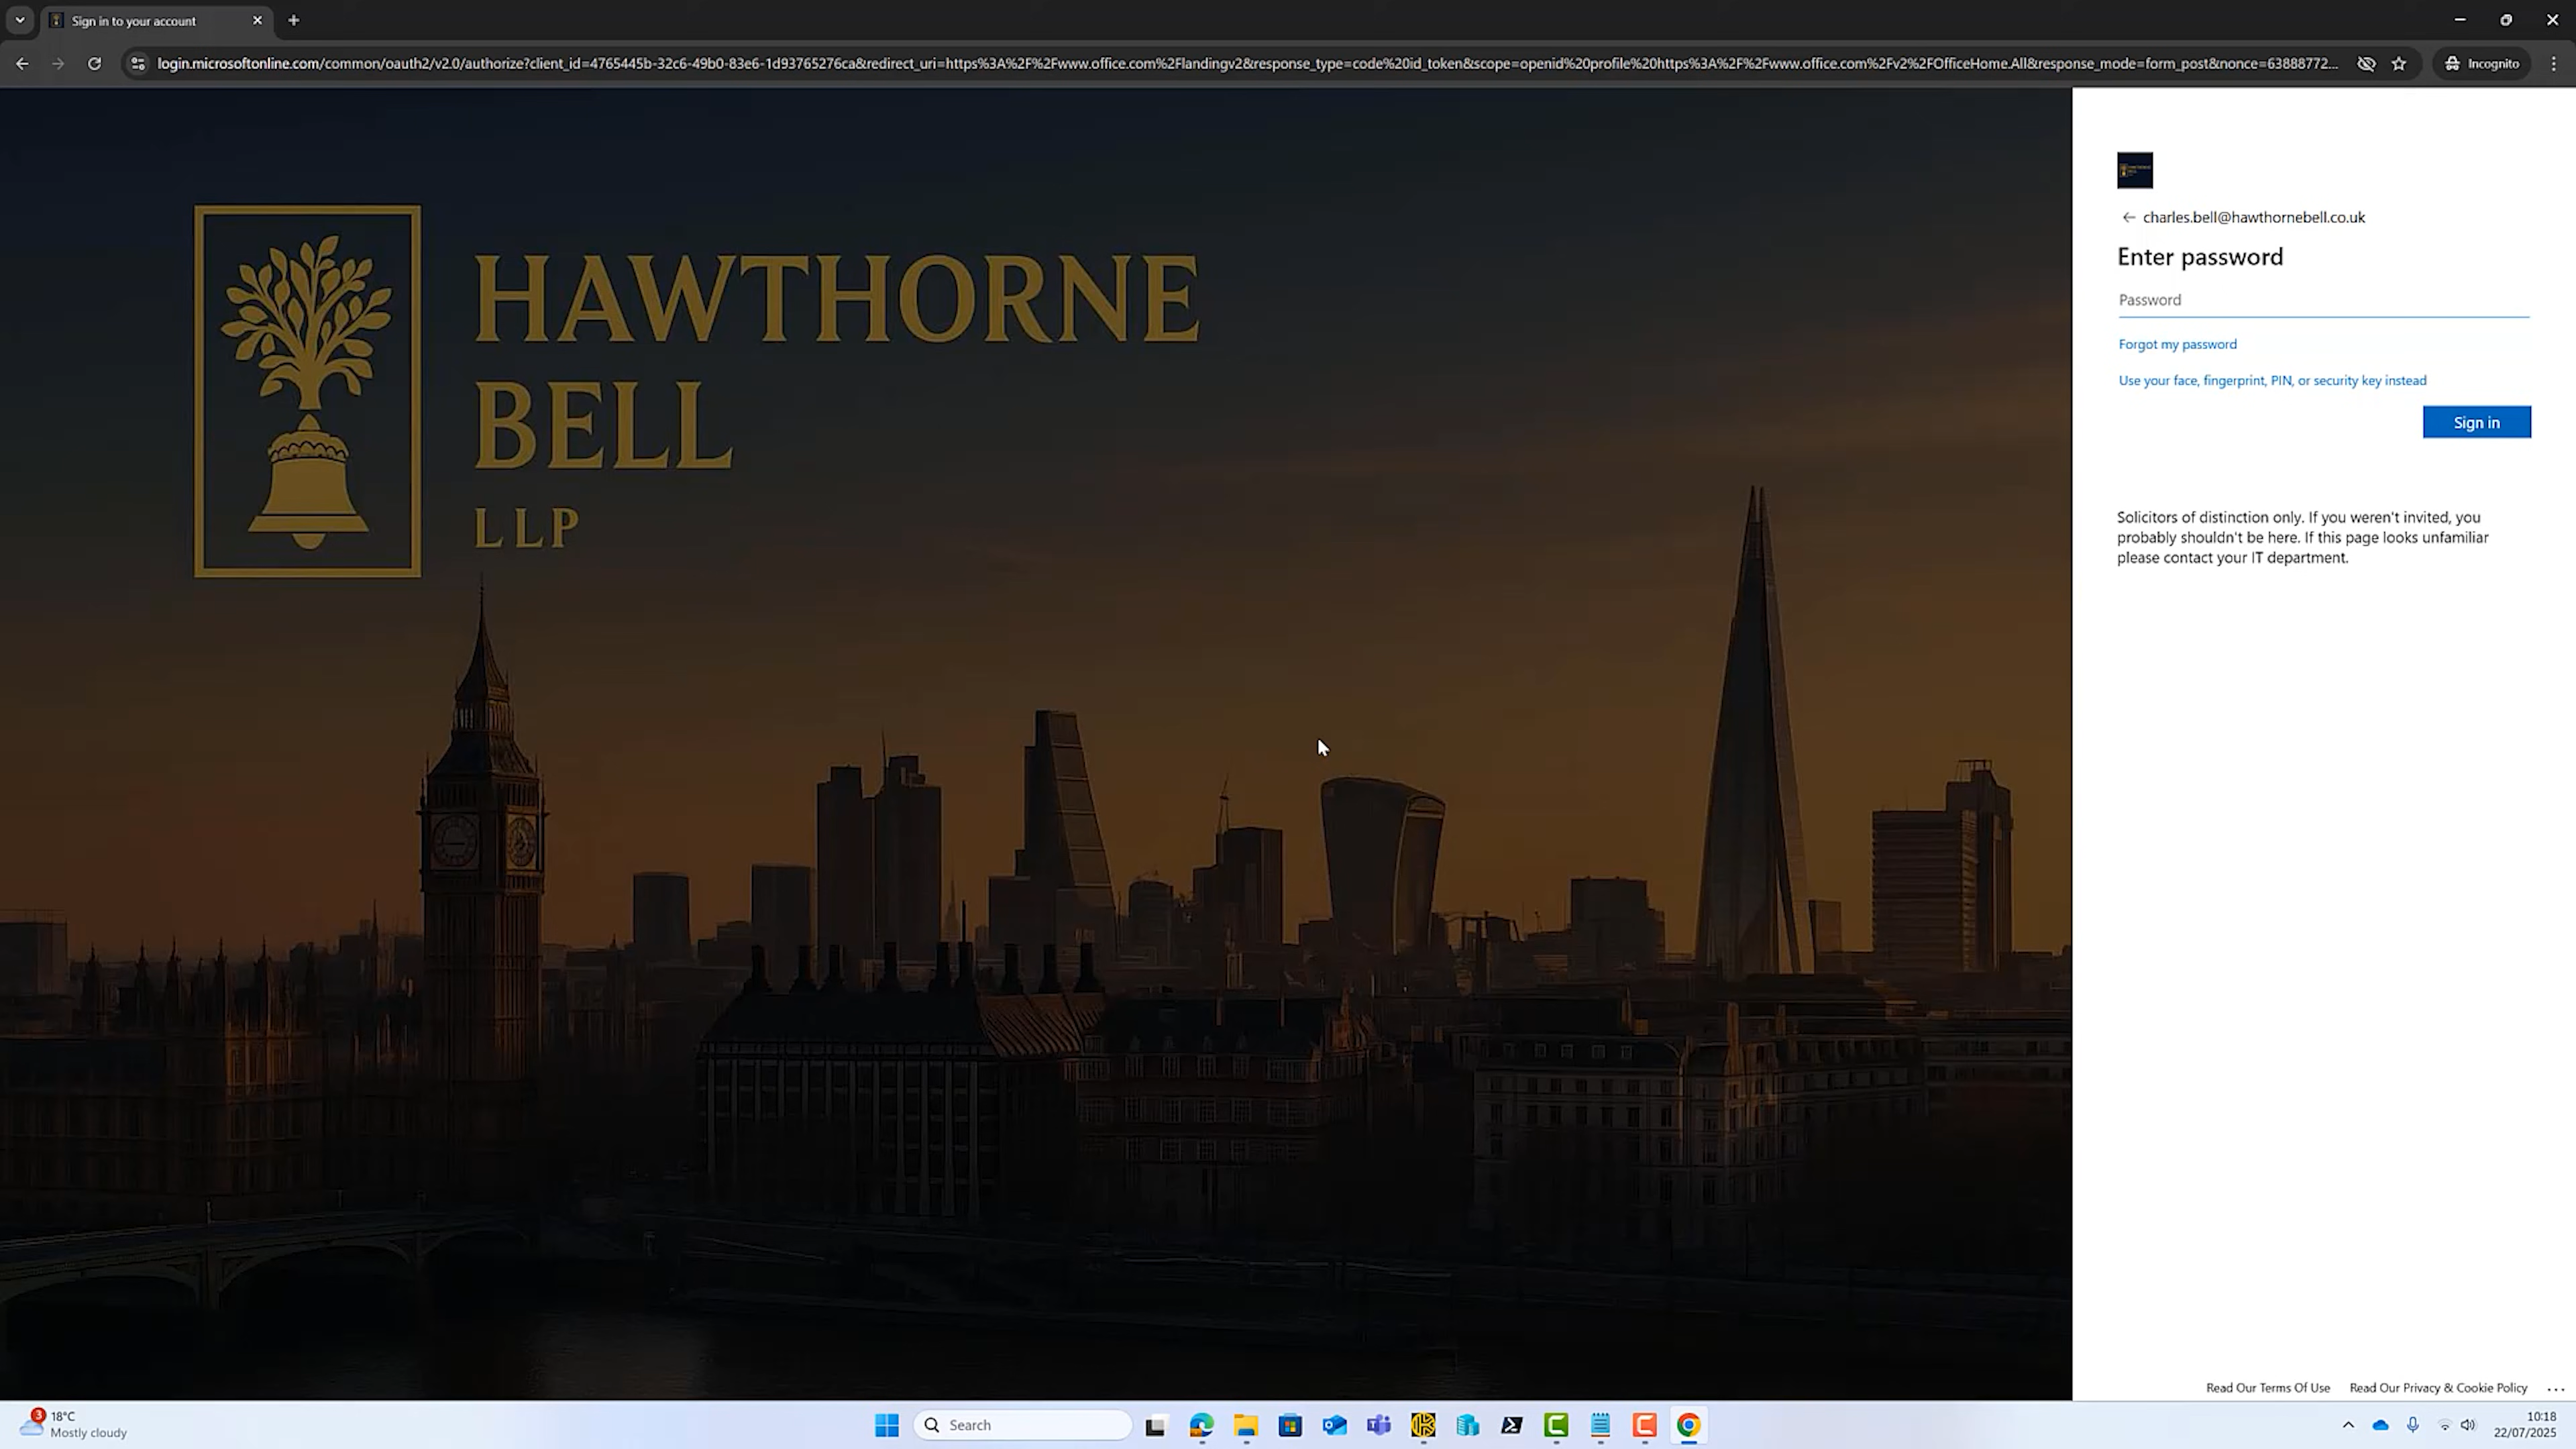 Sign in to your account
login.microsoftonline.com/common/oauth2/v2.0/authorize?client_id=4765445b-32c6-49b0-83e6-1d93765276ca&redirect_uri=https%3A%2F%2Fwww.office.com%2Flandingv2&response_type=code%20id_token&scope=openid%20profile%20https%3A%2F%2Fwww.office.com%2Fv2%2FOfficeHome.All&response_mode=form_post&nonce=63888772...
Incognito
HAWTHORNE
BELL
LLP
charles.bell@hawthornebell.co.uk
Enter password
Password
Forgot my password
Use your face, fingerprint, PIN, or security key instead
Sign in
Solicitors of distinction only. If you weren't invited, you
probably shouldn't be here. If this page looks unfamiliar
please contact your IT department.
Read Our Terms Of Use Read Our Privacy & Cookie Policy ...
3
18°C
Mostly cloudy
Search
10:18
22/07/2025